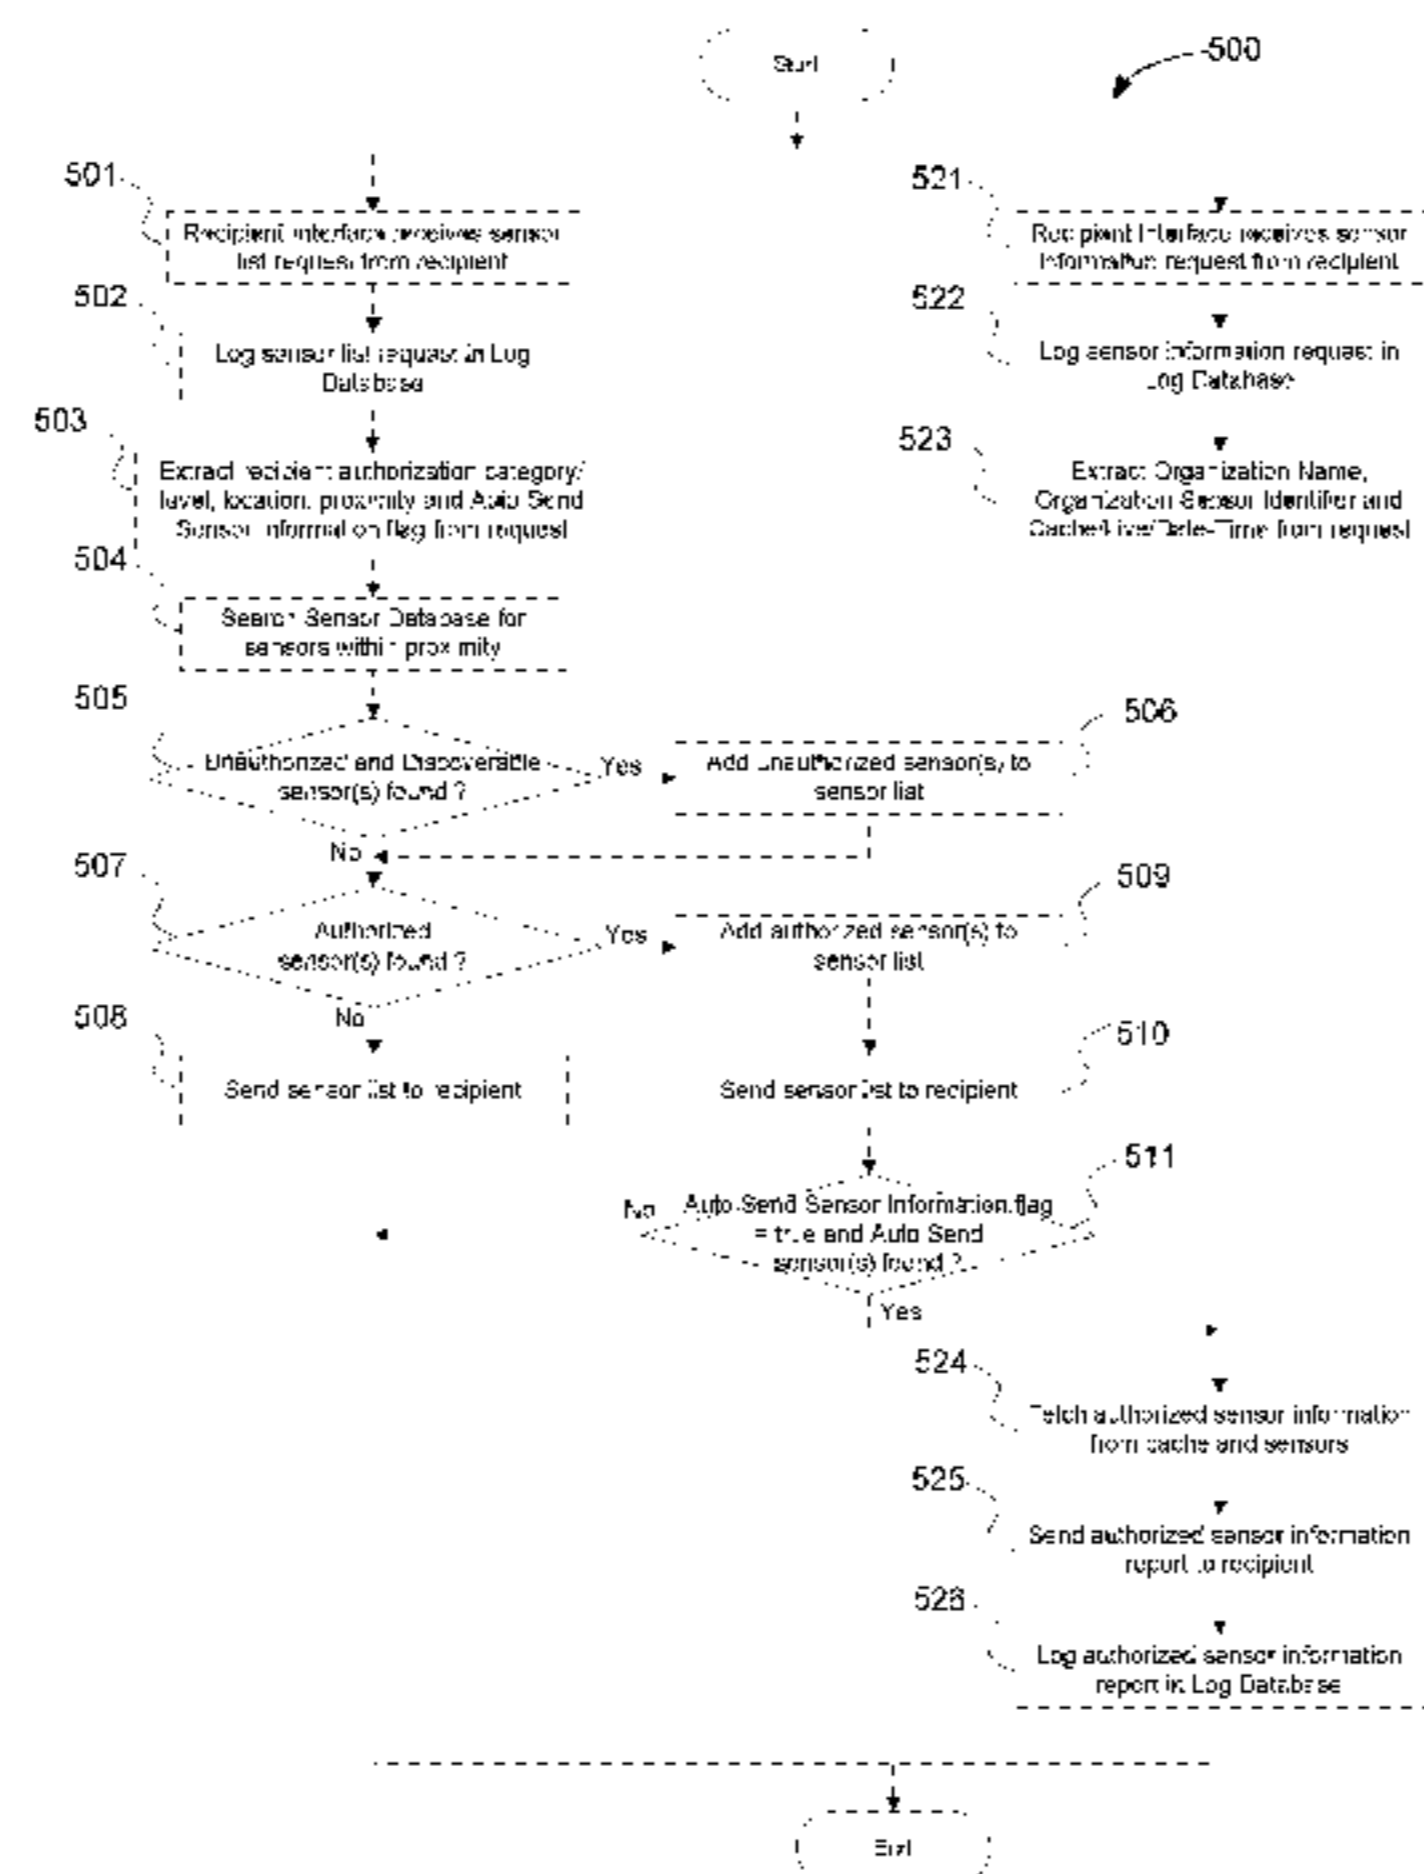 Start
500
501
Recipient Interface receives sensor
list request from recipient
502
Log sensor list request in Log
Database
503
Extract recipient authorization category/
level, location, proximity and Auto Send
Sensor Information flag from request
504
Search Sensor Database for
sensors within proximity
505
Unauthorized and Discoverable
sensor(s) found ?
Yes
506
Add unauthorized sensor(s) to
sensor list
No
507
Authorized
sensor(s) found ?
Yes
509
Add authorized sensor(s) to
sensor list
No
508
Send sensor list to recipient
510
Send sensor list to recipient
511
No
Auto Send Sensor Information flag
= true and Auto Send
sensor(s) found ?
Yes
521
Recipient Interface receives sensor
information request from recipient
522
Log sensor information request in
Log Database
523
Extract Organization Name,
Organization Sensor Identifier and
Cache/Live/Date-Time from request
524
Fetch authorized sensor information
from cache and sensors
525
Send authorized sensor information
report to recipient
526
Log authorized sensor information
report in Log Database
End